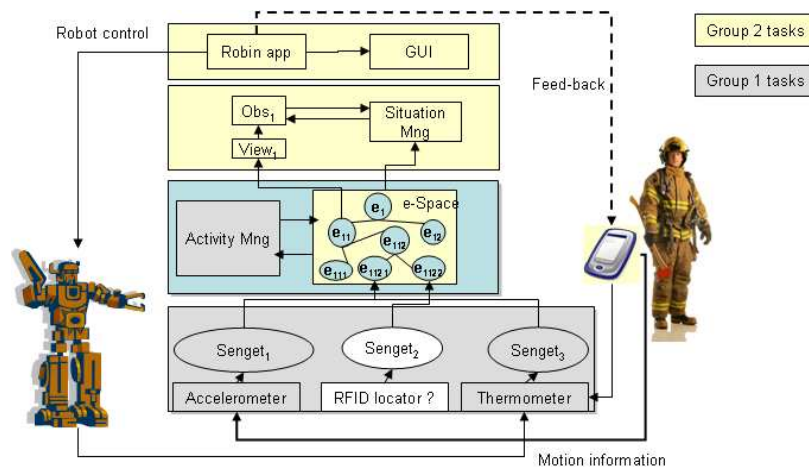 Robot control
Robin app
GUI
Group 2 tasks
Group 1 tasks
Feed-back
Obs₁
Situation
Mng
View₁
e-Space
e₁
Activity Mng
e₁₁
e₁₁₂
e₁₂
e₁₁₁
e₁₁₂₁
e₁₁₂₂
Senget₁
Senget₂
Senget₃
Accelerometer
RFID locator ?
Thermometer
Motion information